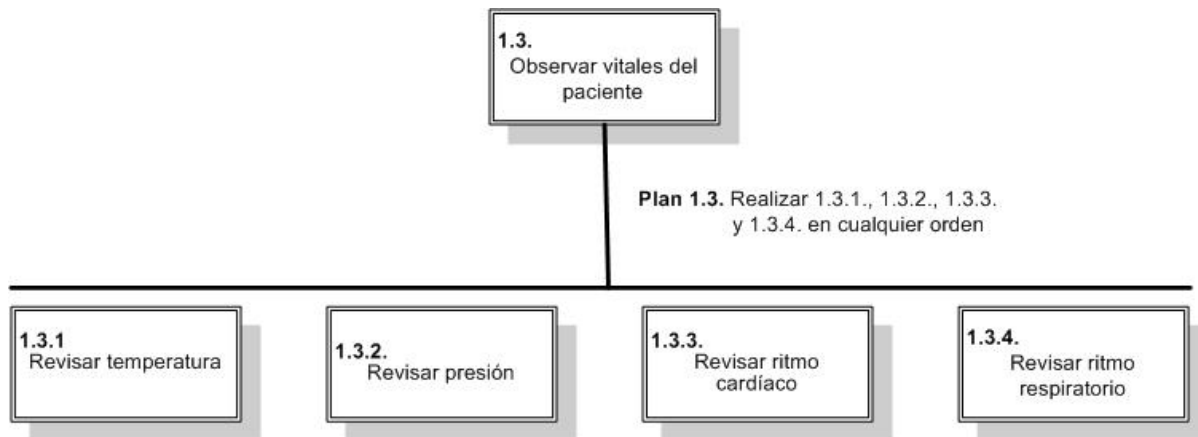 1.3.
Observar vitales del
paciente
Plan 1.3. Realizar 1.3.1., 1.3.2., 1.3.3.
y 1.3.4. en cualquier orden
1.3.1
Revisar temperatura
1.3.2.
Revisar presión
1.3.3.
Revisar ritmo
cardíaco
1.3.4.
Revisar ritmo
respiratorio